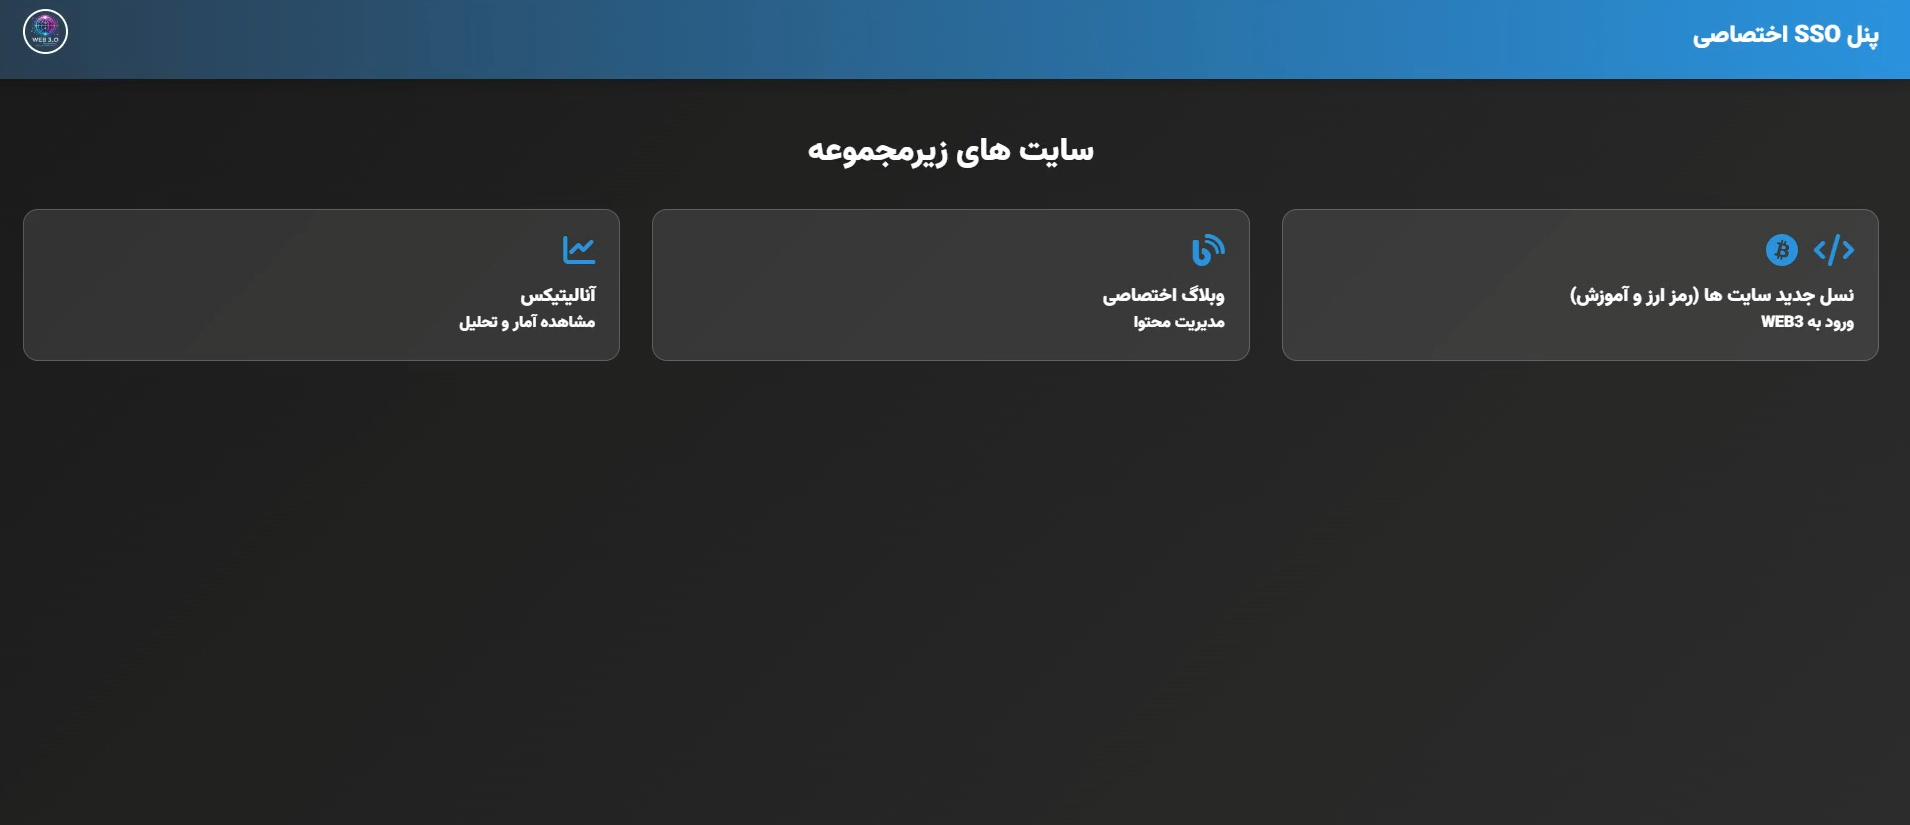 پنل SSO اختصاصی
WEB 3.0
سایت های زیرمجموعه
نسل جدید سایت ها (رمز ارز و آموزش)
ورود به WEB3
وبلاگ اختصاصی
مدیریت محتوا
آنالیتیکس
مشاهده آمار و تحلیل